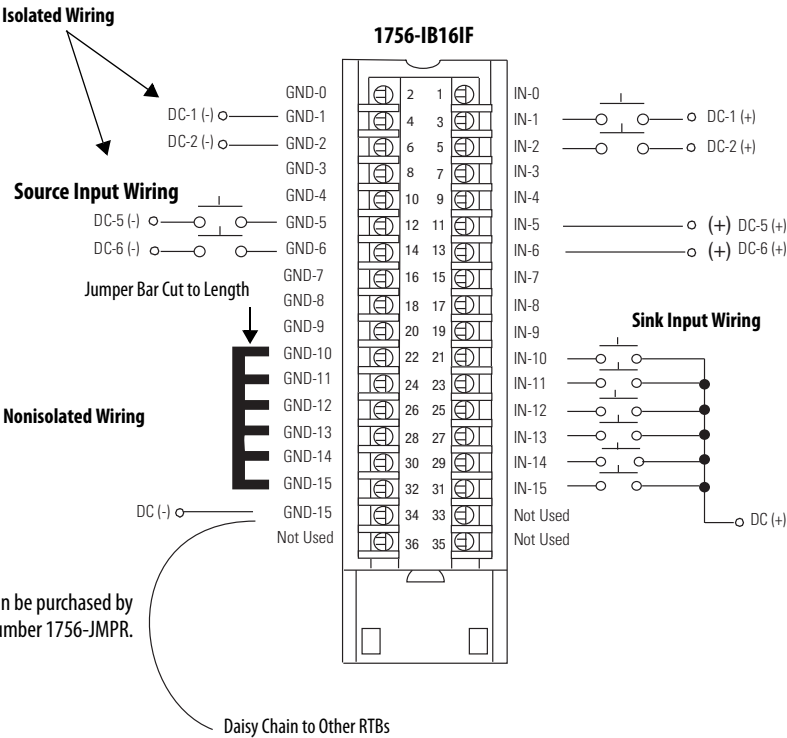 Isolated Wiring
1756-IB16IF
GND-0 2 1 IN-0
DC-1 (-) GND-1 4 3 IN-1 DC-1 (+)
DC-2 (-) GND-2 6 5 IN-2 DC-2 (+)
GND-3 8 7 IN-3
Source Input Wiring
GND-4 10 9 IN-4
DC-5 (-) GND-5 12 11 IN-5 (+) DC-5 (+)
DC-6 (-) GND-6 14 13 IN-6 (+) DC-6 (+)
GND-7 16 15 IN-7
Jumper Bar Cut to Length
GND-8 18 17 IN-8
Sink Input Wiring
GND-9 20 19 IN-9
GND-10 22 21 IN-10
GND-11 24 23 IN-11
Nonisolated Wiring
GND-12 26 25 IN-12
GND-13 28 27 IN-13
GND-14 30 29 IN-14
GND-15 32 31 IN-15
DC (-) GND-15 34 33 Not Used DC (+)
Not Used 36 35 Not Used
be purchased by
number 1756-JMPR.
Daisy Chain to Other RTBs